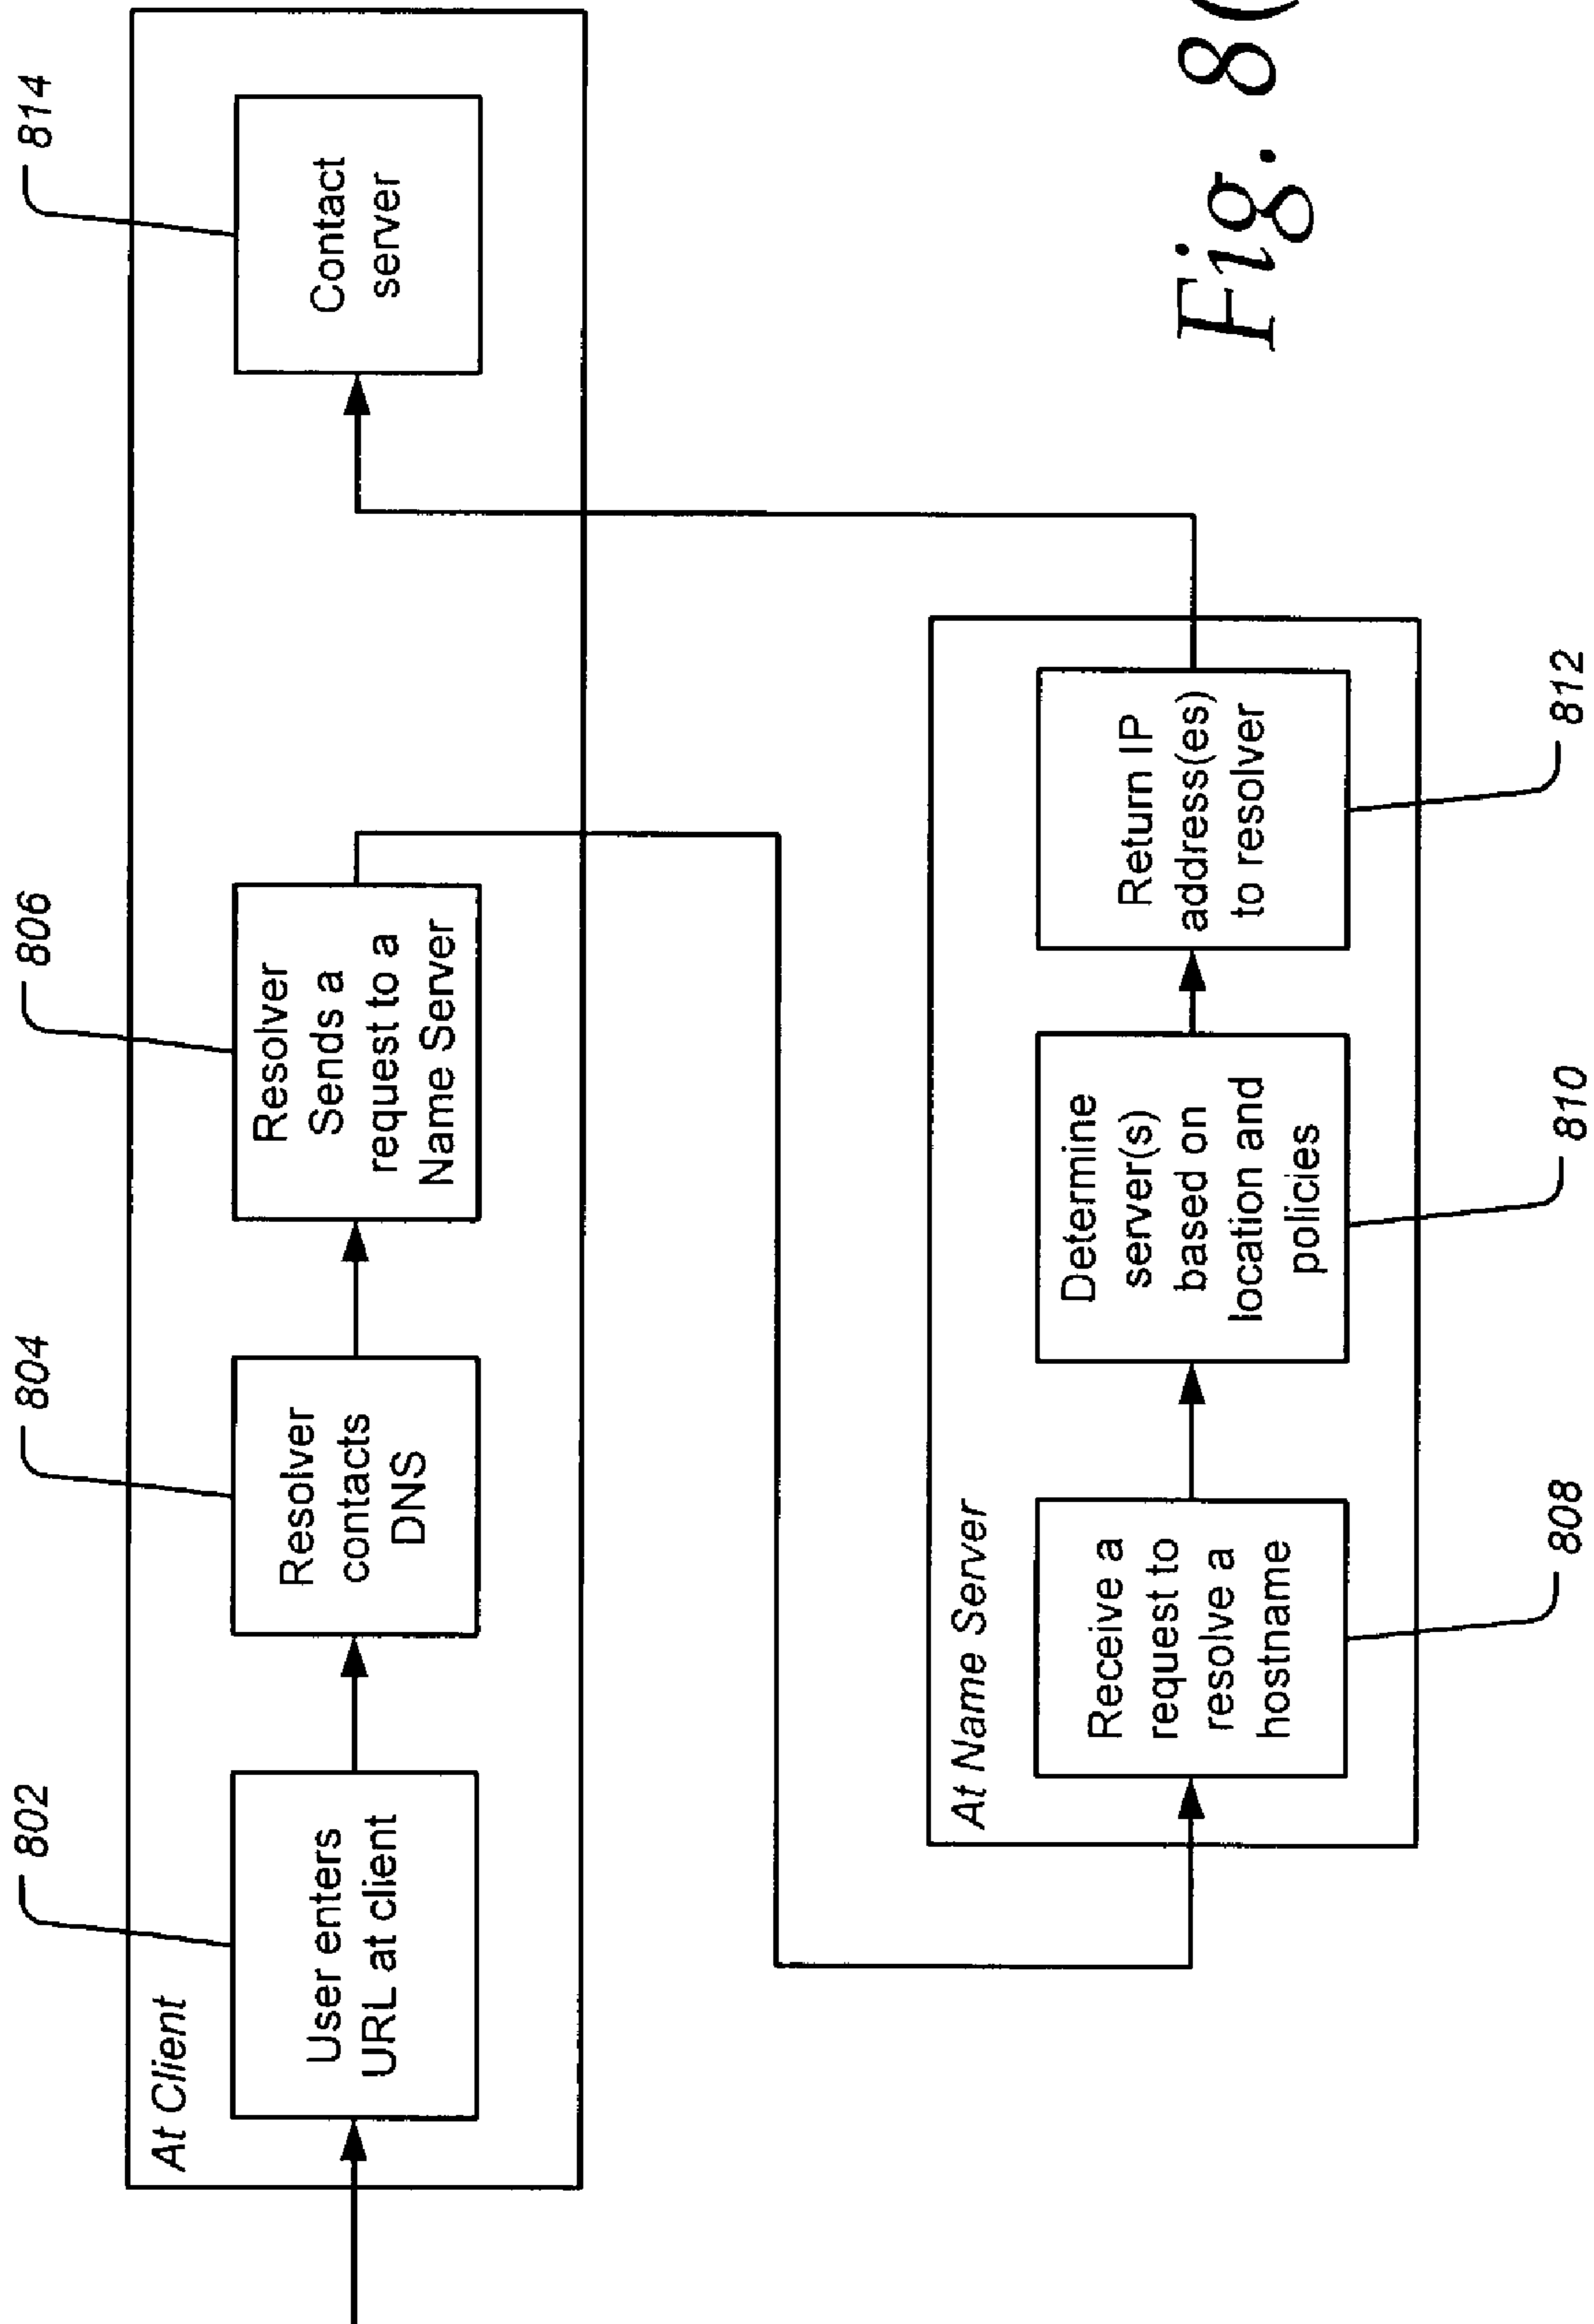 802
804
806
814
At Client
User enters
URL at client
Resolver
contacts
DNS
Resolver
Sends a
request to a
Name Server
Contact
server
At Name Server
Receive a
request to
resolve a
hostname
Determine
server(s)
based on
location and
policies
Return IP
address(es)
to resolver
808
810
812
Fig. 8(